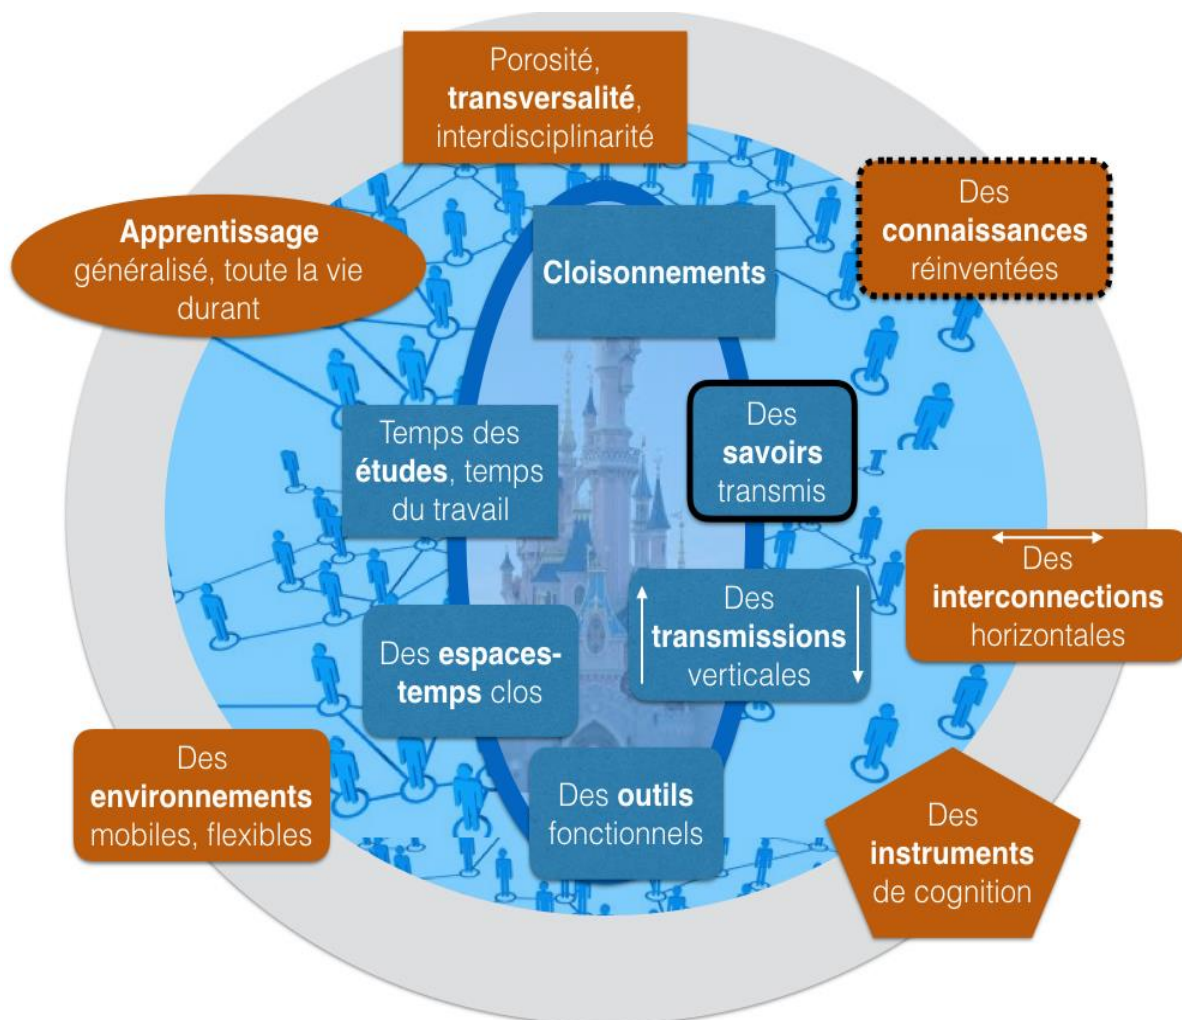 Porosité,
transversalité,
interdisciplinarité
Apprentissage
généralisé, toute la vie
durant
Cloisonnements
Des
connaissances
réinventées
Temps des
études, temps
du travail
Des
savoirs
transmis
Des
interconnections
horizontales
Des
transmissions
verticales
Des espaces-
temps clos
Des
environnements
mobiles, flexibles
Des outils
fonctionnels
Des
instruments
de cognition